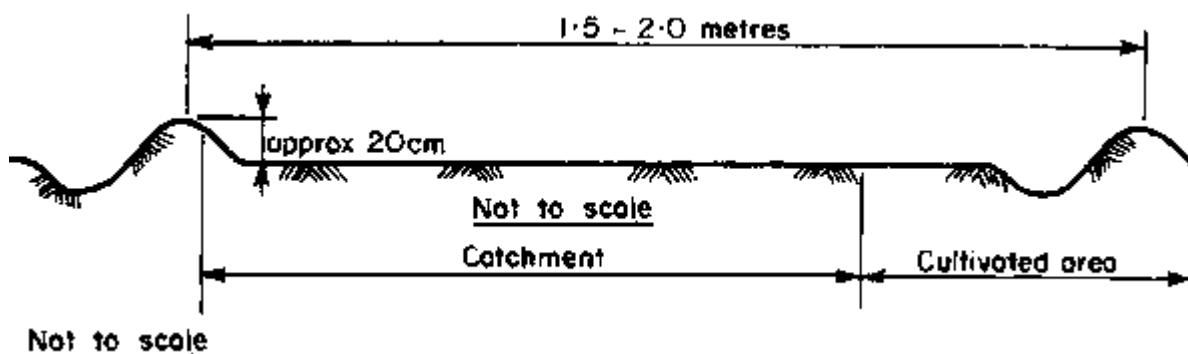 1·5 - 2·0 metres
approx 20cm
Not to scale
Catchment
Cultivated area
Not to scale